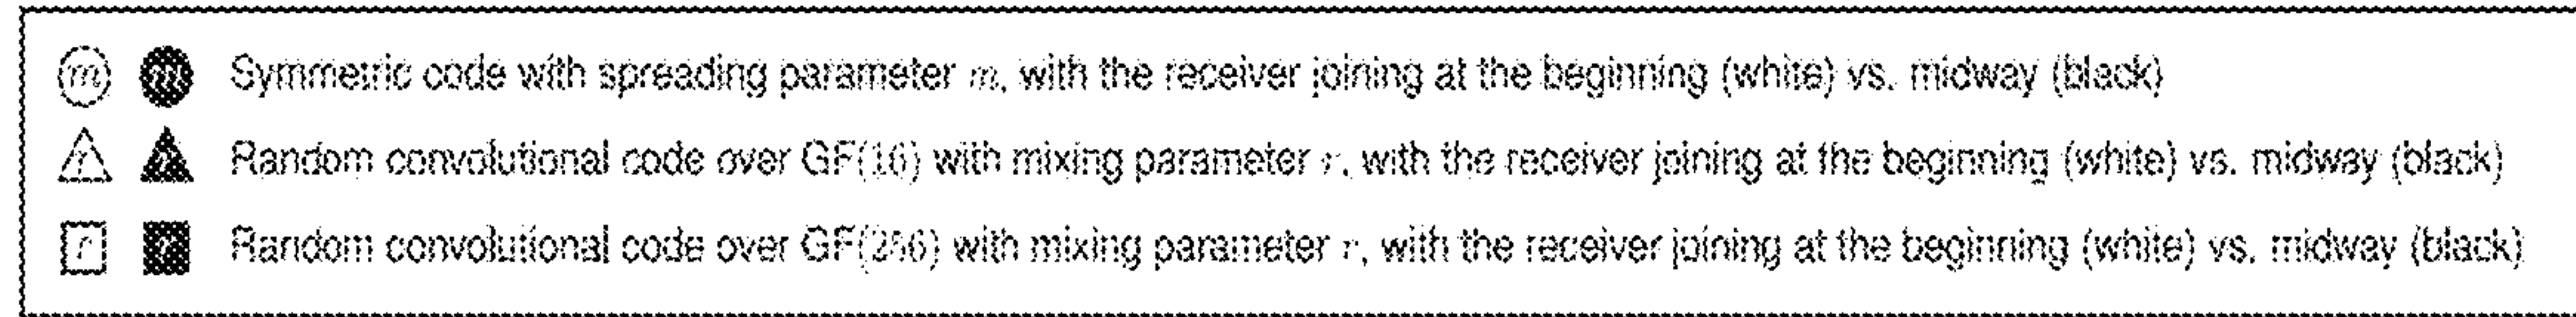 m m Symmetric code with spreading parameter m, with the receiver joining at the beginning (white) vs. midway (black)
r r Random convolutional code over GF(16) with mixing parameter r, with the receiver joining at the beginning (white) vs. midway (black)
r r Random convolutional code over GF(256) with mixing parameter r, with the receiver joining at the beginning (white) vs. midway (black)